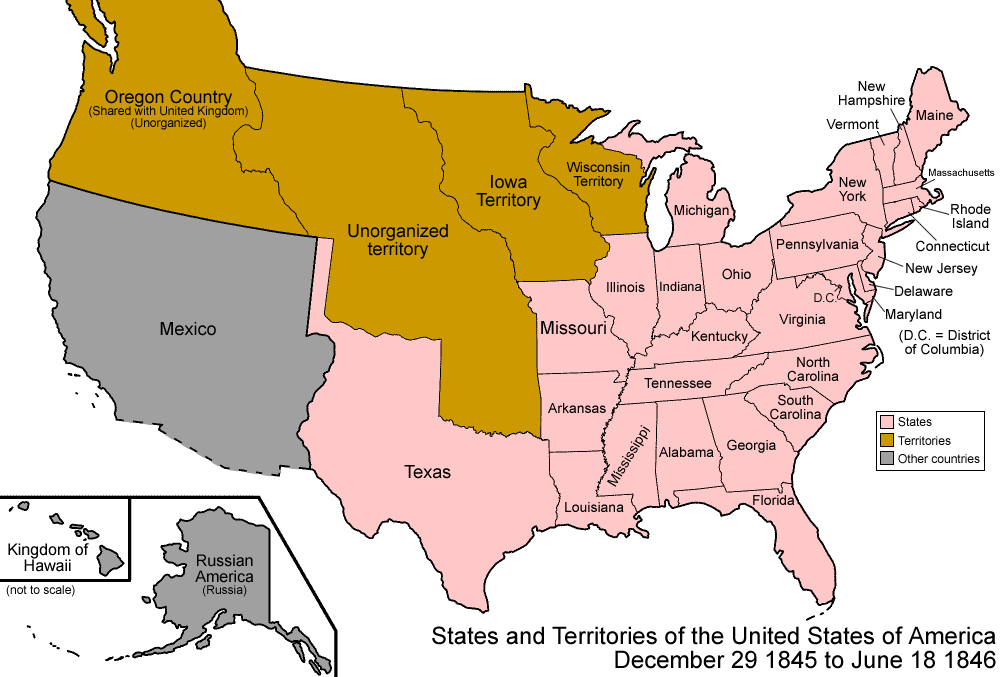 Oregon Country
(Shared with United Kingdom)
(Unorganized)
New
Hampshire
Vermont
Maine
Massachusetts
Wisconsin
Territory
Iowa
Territory
New
York
Michigan
Rhode
Island
Unorganized
territory
Pennsylvania
Connecticut
New Jersey
Ohio
Illinois
Indiana
Delaware
D.C.
Maryland
Mexico
Missouri
Virginia
(D.C. = District
of Columbia)
Kentucky
North
Carolina
Tennessee
Arkansas
South
Carolina
States
Territories
Other countries
Mississippi
Alabama
Georgia
Texas
Louisiana
Florida
Kingdom of
Hawaii
(not to scale)
Russian
America
(Russia)
States and Territories of the United States of America
December 29 1845 to June 18 1846